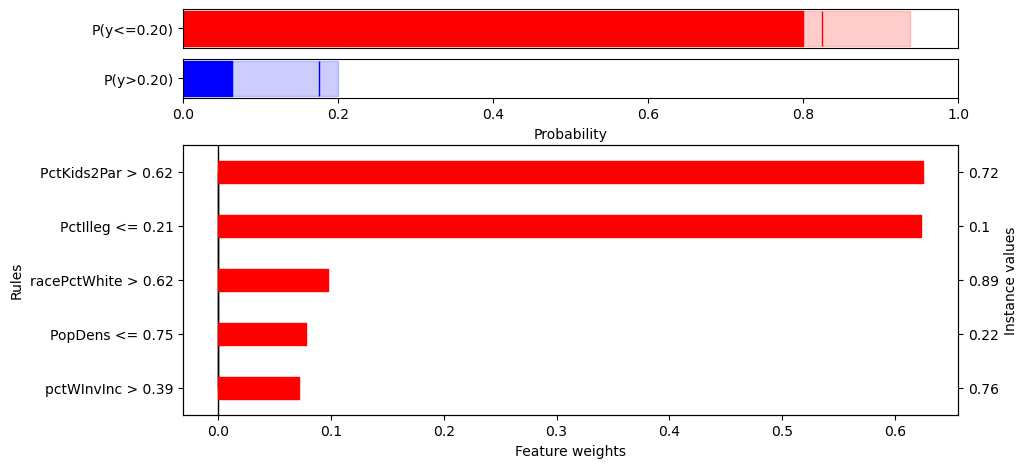 P(y<=0.20)
P(y>0.20)
0.0 0.2 0.4 0.6 0.8 1.0
Probability
PctKids2Par > 0.62 0.72
PctIlleg <= 0.21 0.1
racePctWhite > 0.62 0.89
PopDens <= 0.75 0.22
pctWInvInc > 0.39 0.76
Rules
Instance values
0.0 0.1 0.2 0.3 0.4 0.5 0.6
Feature weights